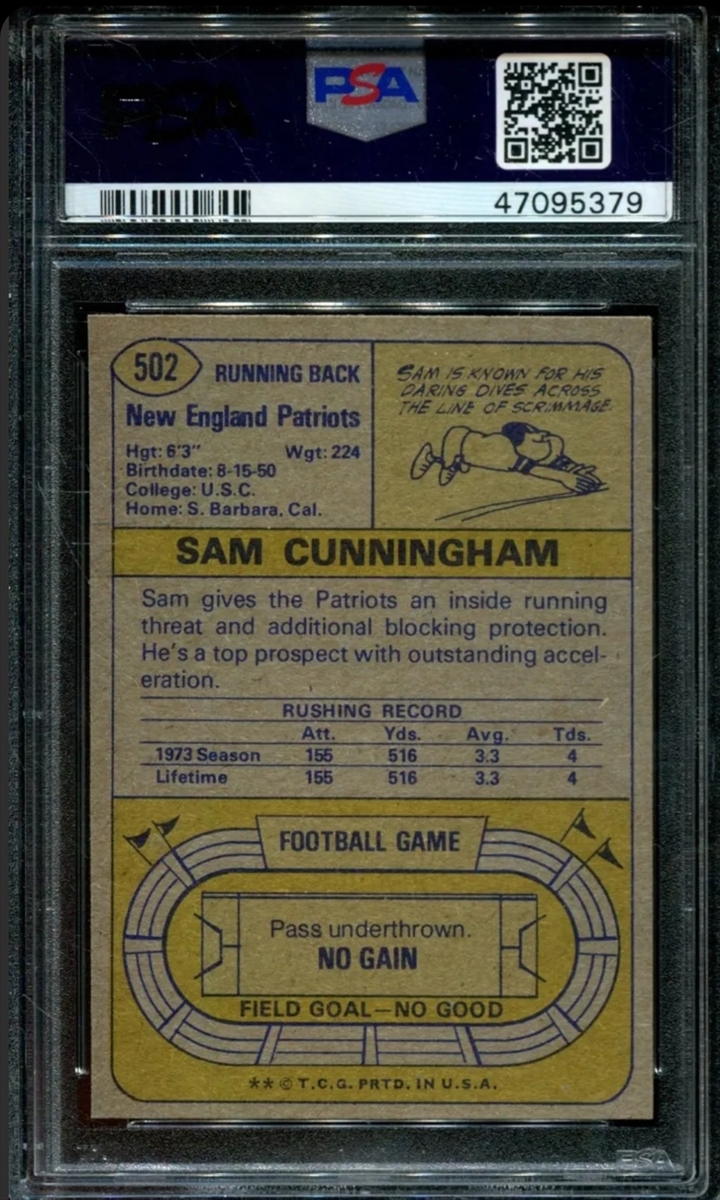 PSA
PSA
47095379
502
RUNNING BACK
New England Patriots
Hgt: 6'3" Wgt: 224
Birthdate: 8-15-50
College: U.S.C.
Home: S. Barbara, Cal.
SAM IS KNOWN FOR HIS
DARING DIVES ACROSS
THE LINE OF SCRIMMAGE.
SAM CUNNINGHAM
Sam gives the Patriots an inside running
threat and additional blocking protection.
He's a top prospect with outstanding accel-
eration.
RUSHING RECORD
Att. Yds. Avg. Tds.
1973 Season 155 516 3.3 4
Lifetime 155 516 3.3 4
FOOTBALL GAME
Pass underthrown.
NO GAIN
FIELD GOAL—NO GOOD
** © T.C.G. PRTD. IN U.S.A.
PSA